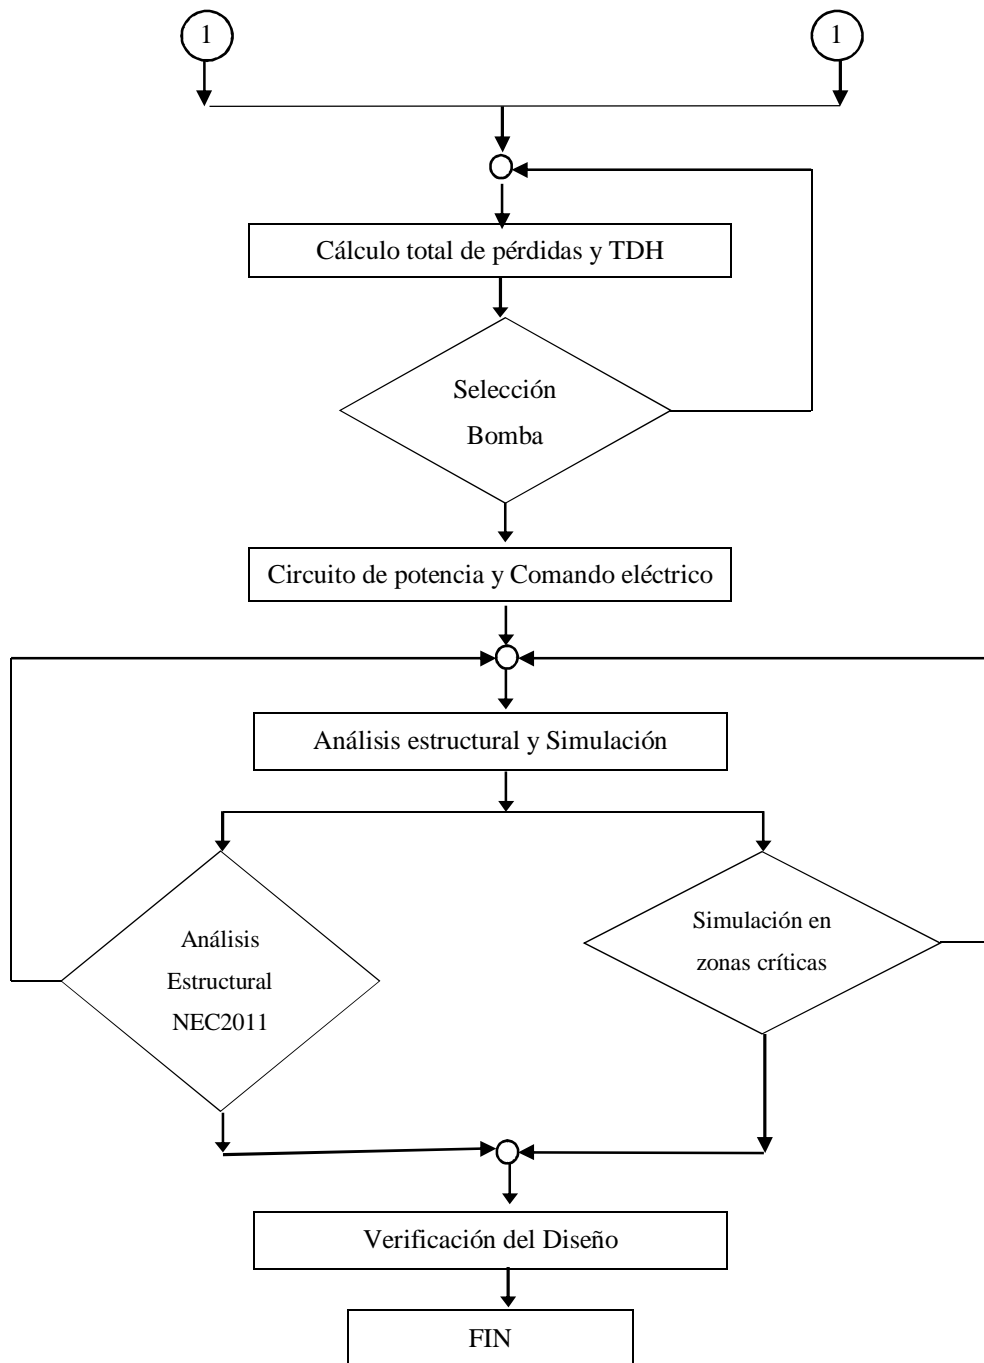 1
1
Cálculo total de pérdidas y TDH
Selección
Bomba
Circuito de potencia y Comando eléctrico
Análisis estructural y Simulación
Análisis
Estructural
NEC2011
Simulación en
zonas críticas
Verificación del Diseño
FIN